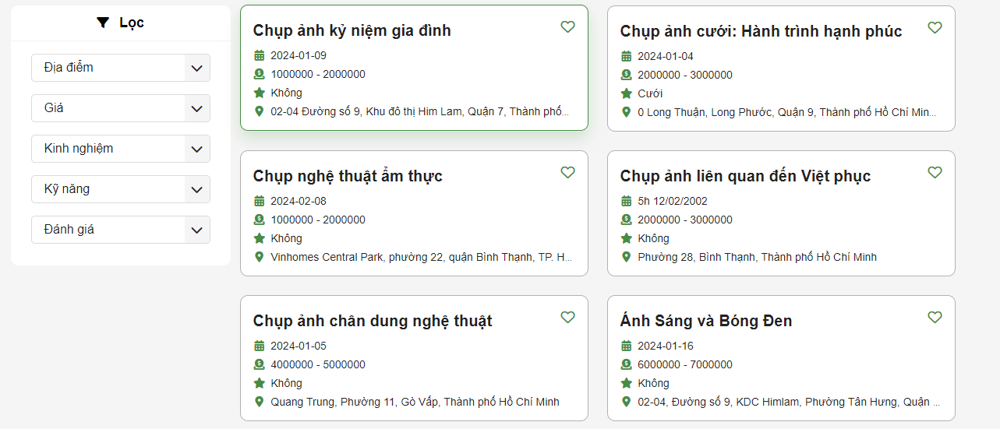 Lọc
Địa điểm
Giá
Kinh nghiệm
Kỹ năng
Đánh giá
Chụp ảnh kỷ niệm gia đình
2024-01-09
1000000 - 2000000
Không
02-04 Đường số 9, Khu đô thị Him Lam, Quận 7, Thành phố...
Chụp ảnh cưới: Hành trình hạnh phúc
2024-01-04
2000000 - 3000000
Cưới
0 Long Thuận, Long Phước, Quận 9, Thành phố Hồ Chí Min...
Chụp nghệ thuật ẩm thực
2024-02-08
1000000 - 2000000
Không
Vinhomes Central Park, phường 22, quận Bình Thạnh, TP. H...
Chụp ảnh liên quan đến Việt phục
5h 12/02/2002
2000000 - 3000000
Không
Phường 28, Bình Thạnh, Thành phố Hồ Chí Minh
Chụp ảnh chân dung nghệ thuật
2024-01-05
4000000 - 5000000
Không
Quang Trung, Phường 11, Gò Vấp, Thành phố Hồ Chí Minh
Ánh Sáng và Bóng Đen
2024-01-16
6000000 - 7000000
Không
02-04, Đường số 9, KDC Himlam, Phường Tân Hưng, Quận ...